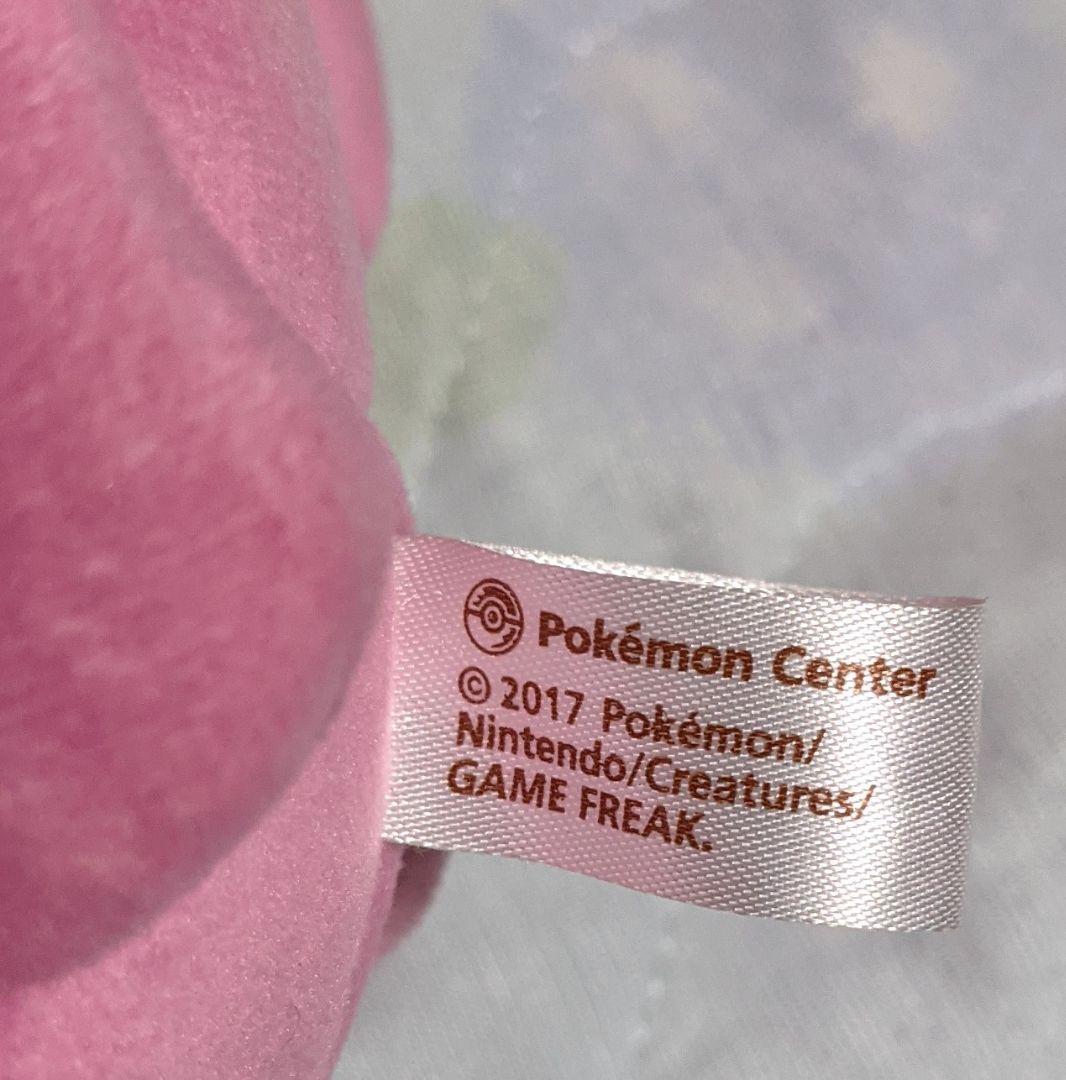 Pokémon Center
© 2017 Pokémon/
Nintendo/Creatures/
GAME FREAK.